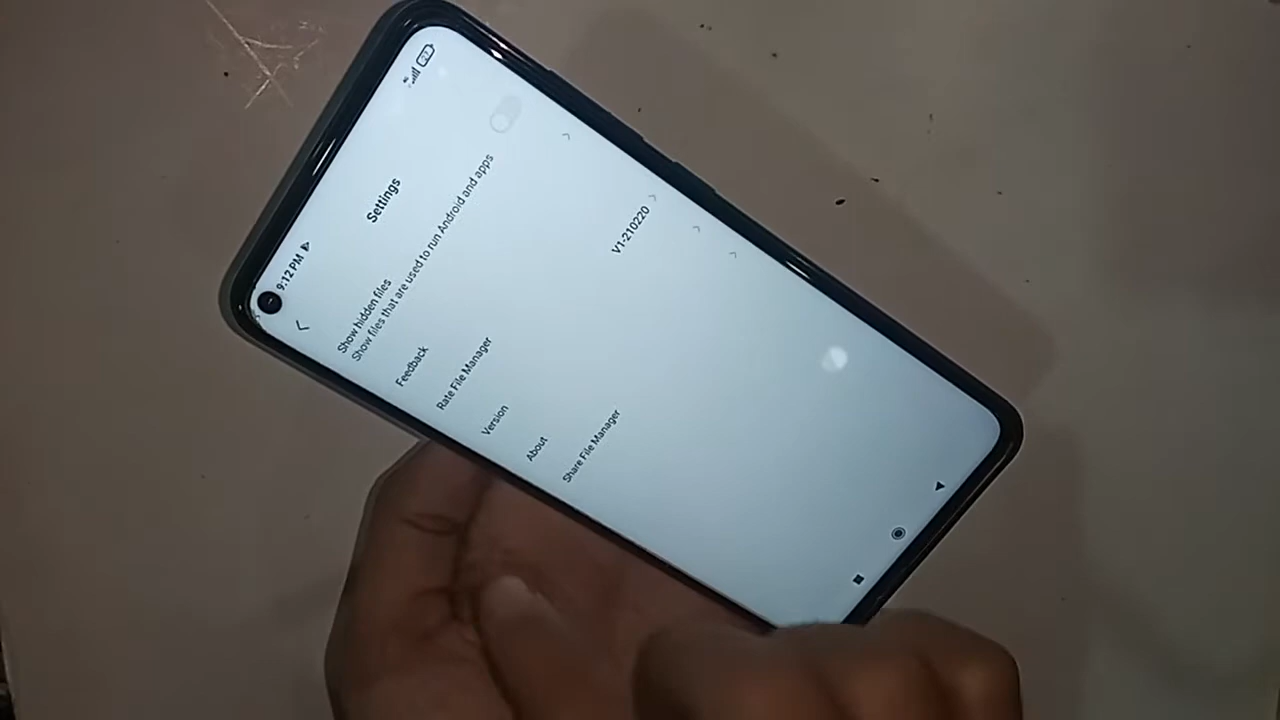 9:12 PM
Settings
Show hidden files
Show files that are used to run Android and apps
Feedback
Rate File Manager
Version V1-210220
About
Share File Manager